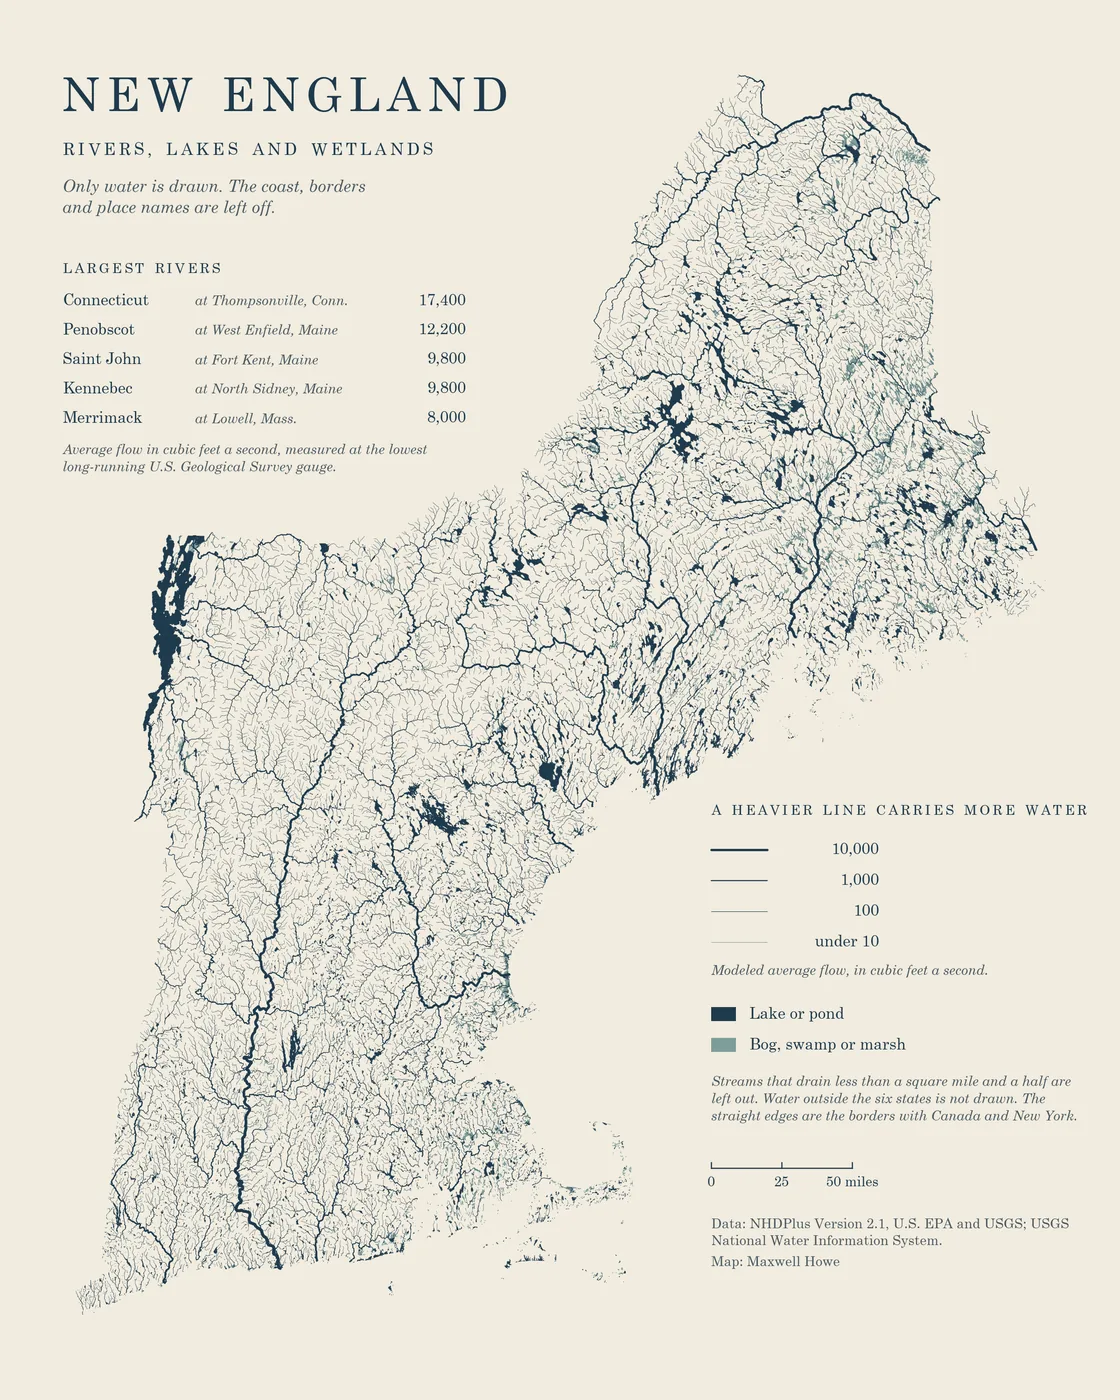 NEW ENGLAND
RIVERS, LAKES AND WETLANDS
Only water is drawn. The coast, borders
and place names are left off.
LARGEST RIVERS
Connecticut at Thompsonville, Conn. 17,400
Penobscot at West Enfield, Maine 12,200
Saint John at Fort Kent, Maine 9,800
Kennebec at North Sidney, Maine 9,800
Merrimack at Lowell, Mass. 8,000
Average flow in cubic feet a second, measured at the lowest
long-running U.S. Geological Survey gauge.
A HEAVIER LINE CARRIES MORE WATER
10,000
1,000
100
under 10
Modeled average flow, in cubic feet a second.
Lake or pond
Bog, swamp or marsh
Streams that drain less than a square mile and a half are
left out. Water outside the six states is not drawn. The
straight edges are the borders with Canada and New York.
0 25 50 miles
Data: NHDPlus Version 2.1, U.S. EPA and USGS; USGS
National Water Information System.
Map: Maxwell Howe